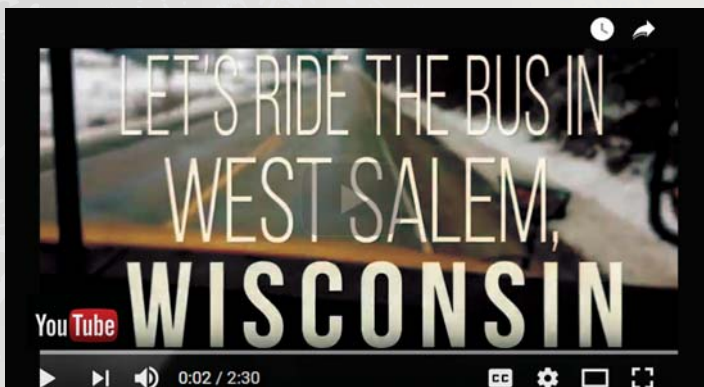 LET'S RIDE THE BUS IN
WEST SALEM,
WISCONSIN
YouTube
0:02 / 2:30
CC